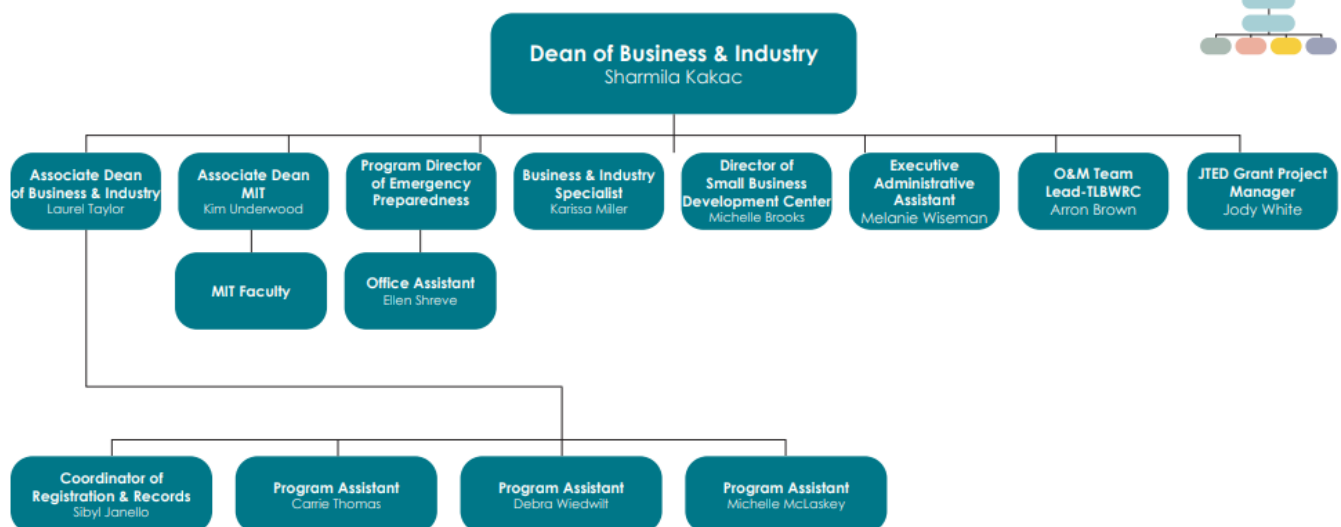 Dean of Business & Industry
Sharmila Kakac
Associate Dean
of Business & Industry
Laurel Taylor
Associate Dean
MIT
Kim Underwood
Program Director
of Emergency
Preparedness
Business & Industry
Specialist
Karissa Miller
Director of
Small Business
Development Center
Michelle Brooks
Executive
Administrative
Assistant
Melanie Wiseman
O&M Team
Lead-TLBWRC
Arron Brown
JTED Grant Project
Manager
Jody White
MIT Faculty
Office Assistant
Ellen Shreve
Coordinator of
Registration & Records
Sibyl Janello
Program Assistant
Carrie Thomas
Program Assistant
Debra Wiedwilt
Program Assistant
Michelle McLaskey